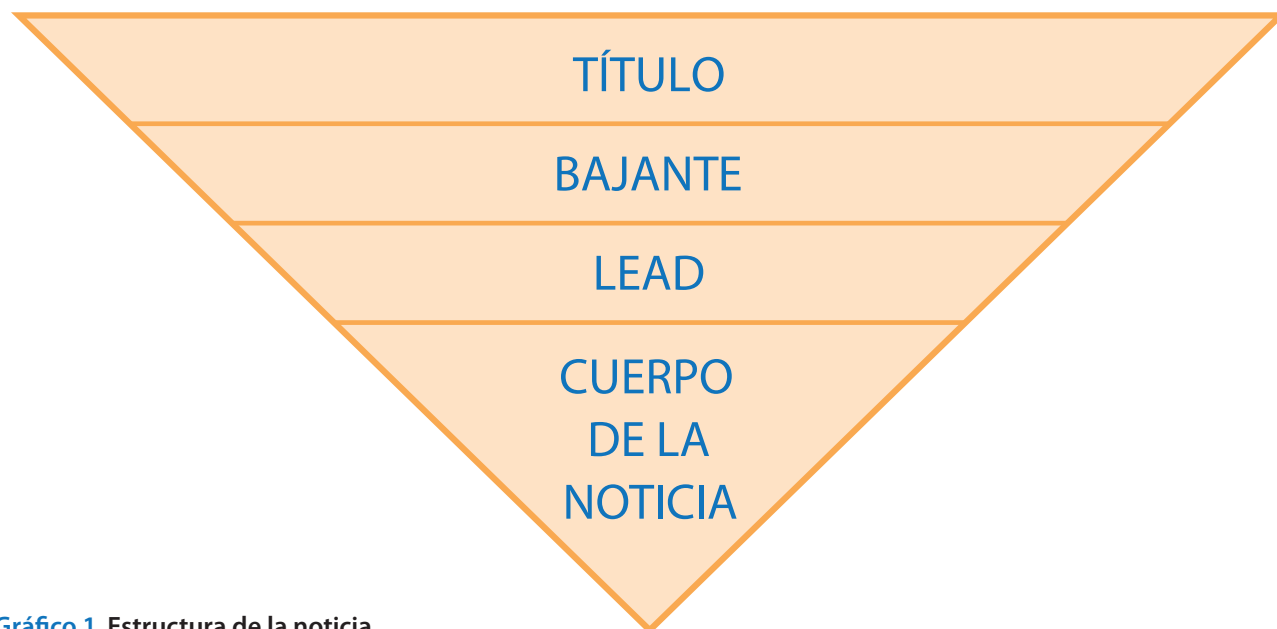 TÍTULO
BAJANTE
LEAD
CUERPO
DE LA
NOTICIA
Gráfico 1. Estructura de la noticia